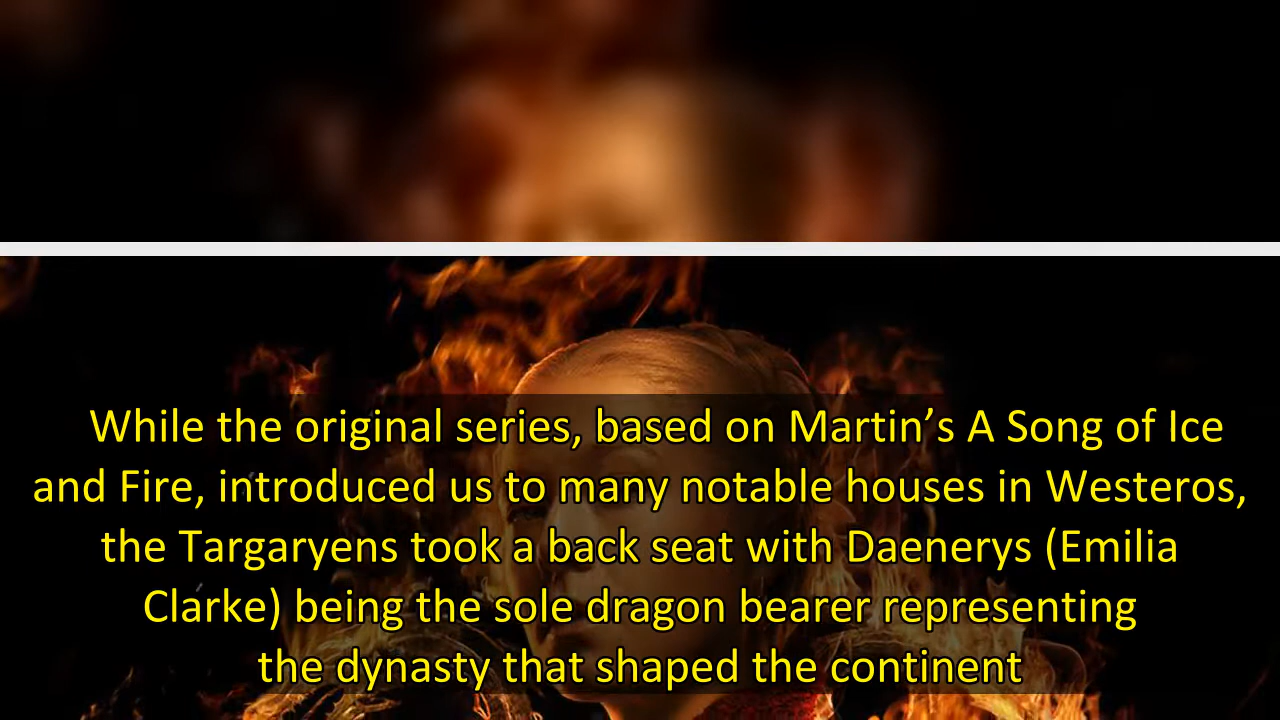 While the original series, based on Martin’s A Song of Ice
and Fire, introduced us to many notable houses in Westeros,
the Targaryens took a back seat with Daenerys (Emilia
Clarke) being the sole dragon bearer representing
the dynasty that shaped the continent